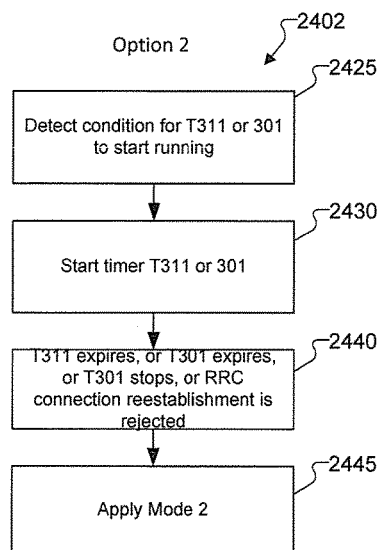 2402
Option 2
2425
Detect condition for T311 or 301
to start running
2430
Start timer T311 or 301
2440
T311 expires, or T301 expires,
or T301 stops, or RRC
connection reestablishment is
rejected
2445
Apply Mode 2